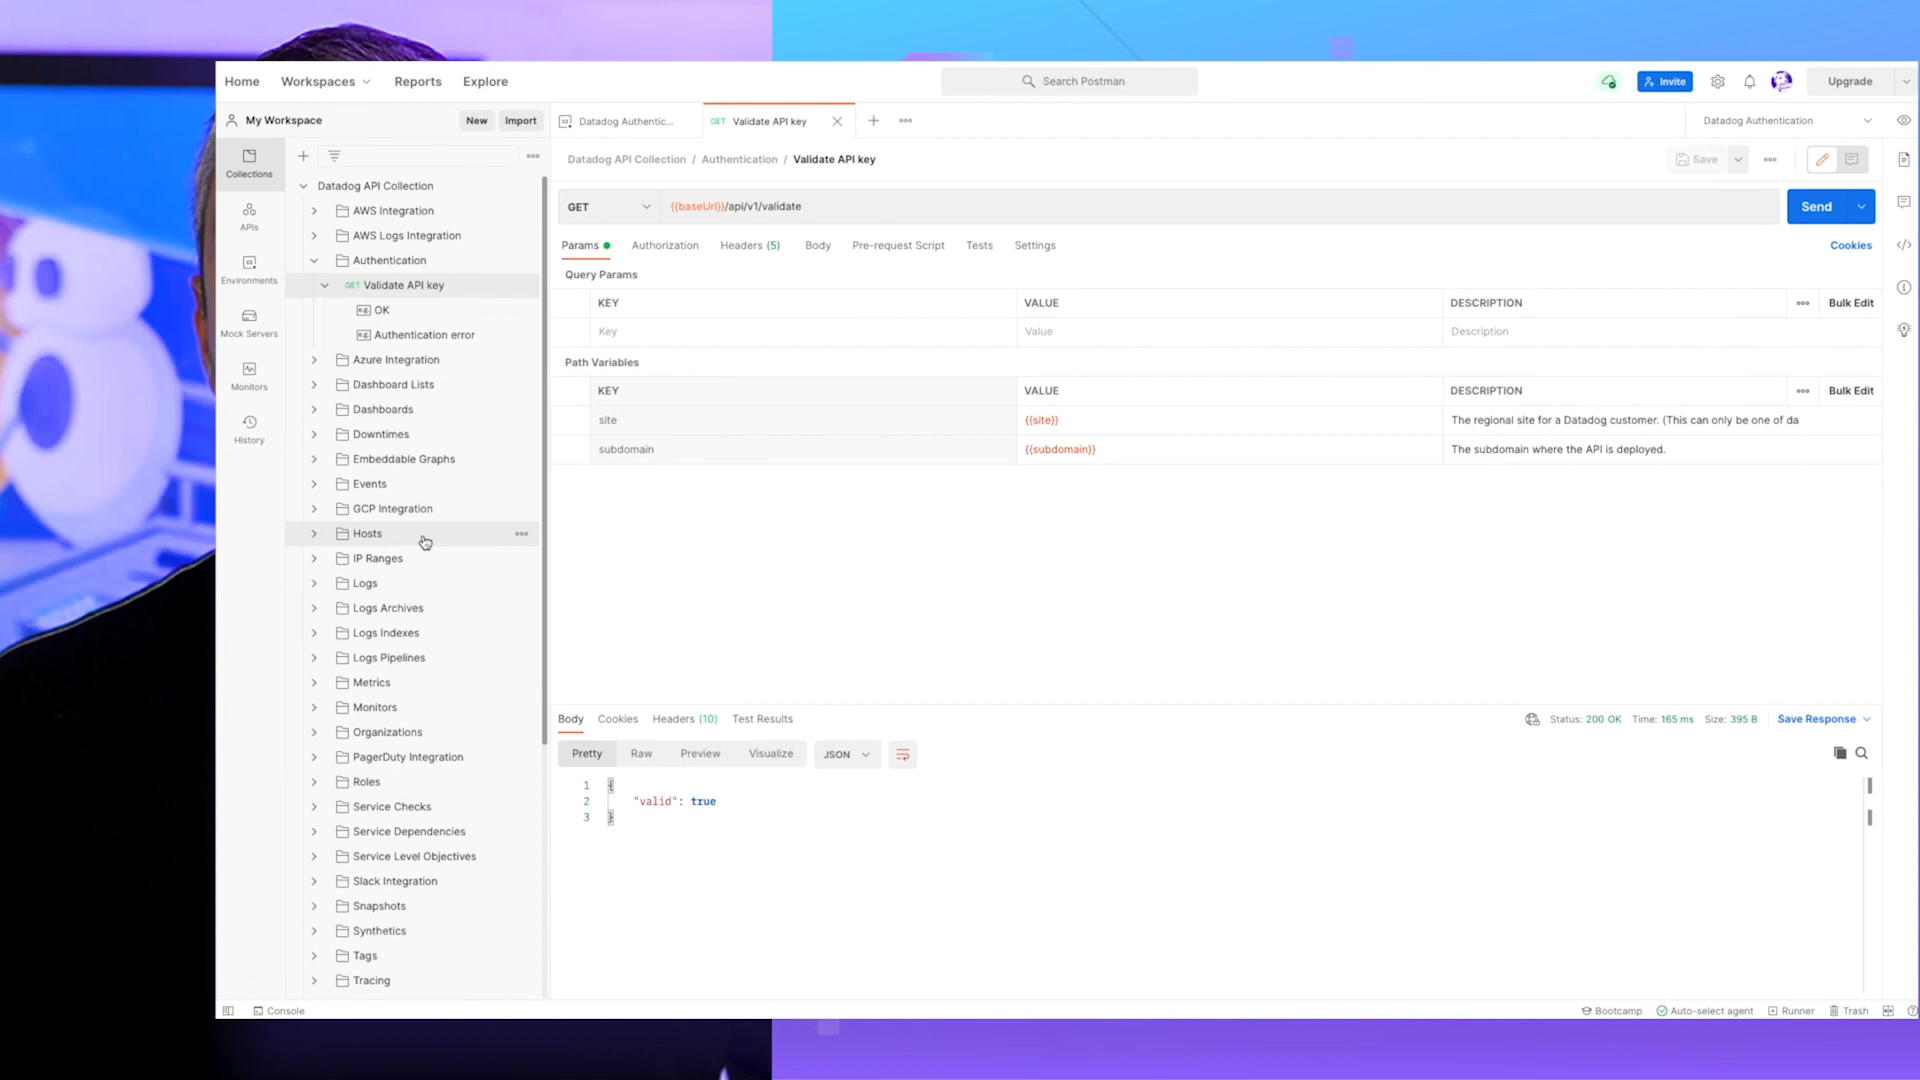 Home Workspaces Reports Explore
Search Postman
Invite Upgrade
My Workspace New Import
Datadog Authentic...
GET Validate API key
Datadog Authentication
Datadog API Collection / Authentication / Validate API key
Save
Collections
APIs
Environments
Mock Servers
Monitors
History
Datadog API Collection
AWS Integration
AWS Logs Integration
Authentication
GET Validate API key
e.g. OK
e.g. Authentication error
Azure Integration
Dashboard Lists
Dashboards
Downtimes
Embeddable Graphs
Events
GCP Integration
Hosts
IP Ranges
Logs
Logs Archives
Logs Indexes
Logs Pipelines
Metrics
Monitors
Organizations
PagerDuty Integration
Roles
Service Checks
Service Dependencies
Service Level Objectives
Slack Integration
Snapshots
Synthetics
Tags
Tracing
GET {{baseUrl}}/api/v1/validate Send
Params Authorization Headers (5) Body Pre-request Script Tests Settings Cookies
Query Params
KEY VALUE DESCRIPTION Bulk Edit
Key Value Description
Path Variables
KEY VALUE DESCRIPTION Bulk Edit
site {{site}} The regional site for a Datadog customer. (This can only be one of da
subdomain {{subdomain}} The subdomain where the API is deployed.
Body Cookies Headers (10) Test Results Status: 200 OK Time: 165 ms Size: 395 B Save Response
Pretty Raw Preview Visualize JSON
1 {
2 "valid": true
3 }
Console Bootcamp Auto-select agent Runner Trash